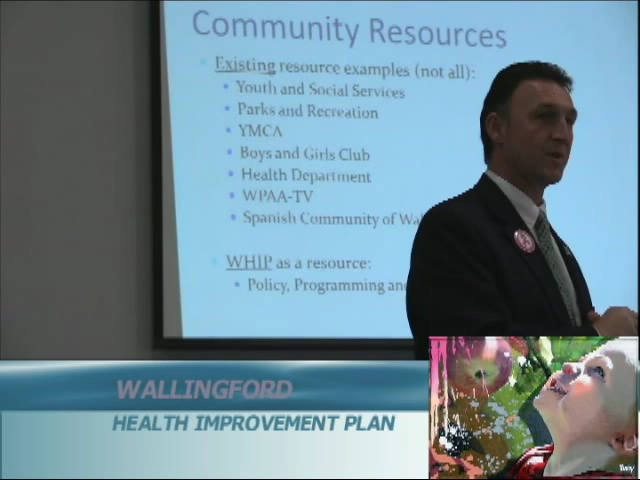 Community Resources
Existing resource examples (not all):
Youth and Social Services
Parks and Recreation
YMCA
Boys and Girls Club
Health Department
WPAA-TV
Spanish Community of
WHIP as a resource:
Policy, Programming and
WALLINGFORD
HEALTH IMPROVEMENT PLAN